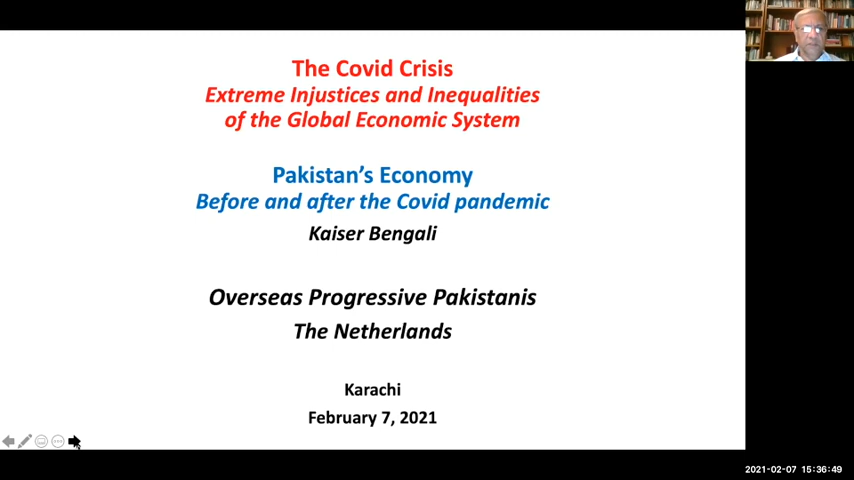 The Covid Crisis
Extreme Injustices and Inequalities
of the Global Economic System
Pakistan's Economy
Before and after the Covid pandemic
Kaiser Bengali
Overseas Progressive Pakistanis
The Netherlands
Karachi
February 7, 2021
2021-02-07 15:36:49